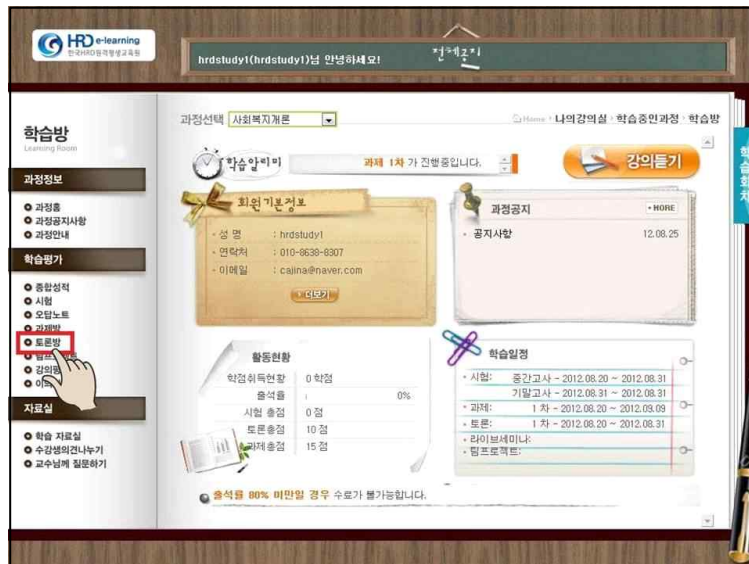 HRD e-learning
한국HRD원격평생교육원
hrdstudy1(hrdstudy1)님 안녕하세요!
전체공지
과정선택 사회복지개론
Home > 나의강의실 > 학습중인과정 > 학습방
학습방
Learning Room
학습알리미
과제 1차 가 진행중입니다.
강의듣기
학습회차
과정정보
과정홈
과정공지사항
과정안내
학습평가
종합성적
시험
오답노트
과제방
토론방
자료실
학습 자료실
수강생의견나누기
교수님께 질문하기
회원기본정보
성 명 : hrdstudy1
연락처 : 010-8638-8307
이메일 : cajina@naver.com
더보기
과정공지
+MORE
공지사항 12.08.25
활동현황
학점취득현황 0 학점
출석률 0%
시험 총점 0 점
토론총점 10 점
과제총점 15 점
학습일정
시험: 중간고사 - 2012.08.20 ~ 2012.08.31
기말고사 - 2012.08.31 ~ 2012.08.31
과제: 1 차 - 2012.08.20 ~ 2012.09.09
토론: 1 차 - 2012.08.20 ~ 2012.08.31
라이브세미나:
팀프로젝트:
출석률 80% 미만일 경우 수료가 불가능합니다.